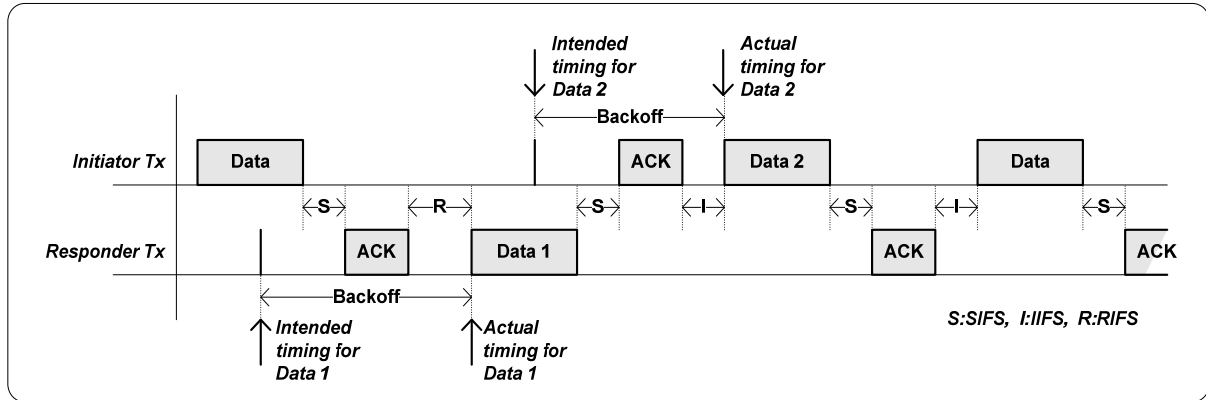 Intended
timing for
Data 2
Actual
timing for
Data 2
Backoff
Initiator Tx
Data
ACK
Data 2
Data
S
R
S
I
S
I
S
Responder Tx
ACK
Data 1
ACK
ACK
Backoff
S:SIFS, I:IIFS, R:RIFS
Intended
timing for
Data 1
Actual
timing for
Data 1